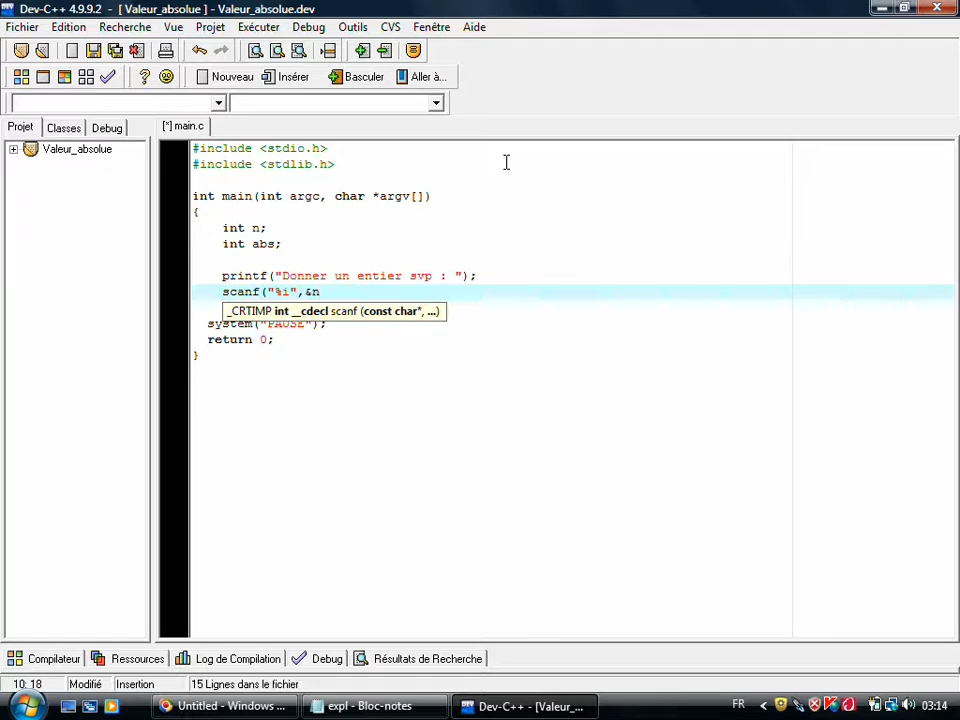 Dev-C++ 4.9.9.2 - [ Valeur_absolue ] - Valeur_absolue.dev
Fichier Edition Recherche Vue Projet Exécuter Debug Outils CVS Fenêtre Aide
Nouveau Insérer Basculer Aller à...
Projet Classes Debug
[*] main.c
Valeur_absolue
#include <stdio.h>
#include <stdlib.h>
int main(int argc, char *argv[])
{
int n;
int abs;
printf("Donner un entier svp : ");
scanf("%i",&n
_CRTIMP int __cdecl scanf (const char*, ...)
system("PAUSE");
return 0;
}
Compilateur Ressources Log de Compilation Debug Résultats de Recherche
10: 18 Modifié Insertion 15 Lignes dans le fichier
Untitled - Windows ... expl - Bloc-notes Dev-C++ - [Valeur_... FR 03:14